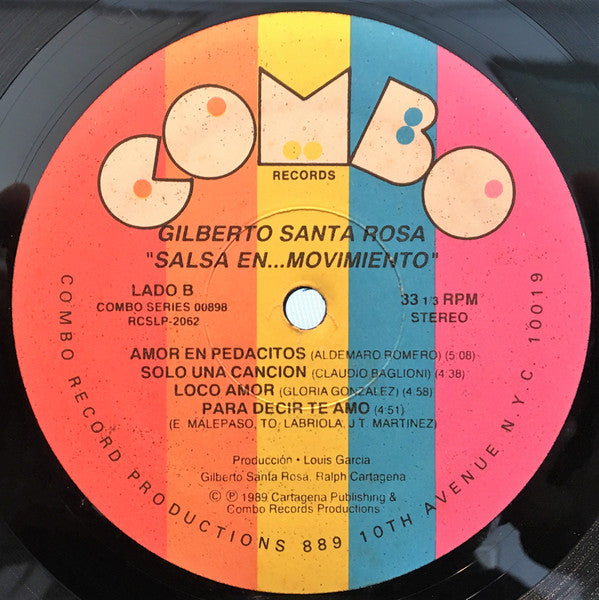 COMBO
RECORDS
GILBERTO SANTA ROSA
"SALSA EN...MOVIMIENTO"
LADO B
COMBO SERIES 00898
RCSLP-2062
33 1/3 RPM
STEREO
AMOR EN PEDACITOS (ALDEMARO ROMERO) (5:08)
SOLO UNA CANCION (CLAUDIO BAGLIONI) (4:38)
LOCO AMOR (GLORIA GONZALEZ) (4:58)
PARA DECIR TE AMO (4:51)
(E. MALEPASO, TO, LABRIOLA, J T. MARTINEZ)
Producción • Louis Garcia
Gilberto Santa Rosa, Ralph Cartagena
© ℗ 1989 Cartagena Publishing &
Combo Records Productions
COMBO RECORD PRODUCTIONS 889 10TH AVENUE N.Y.C. 10019